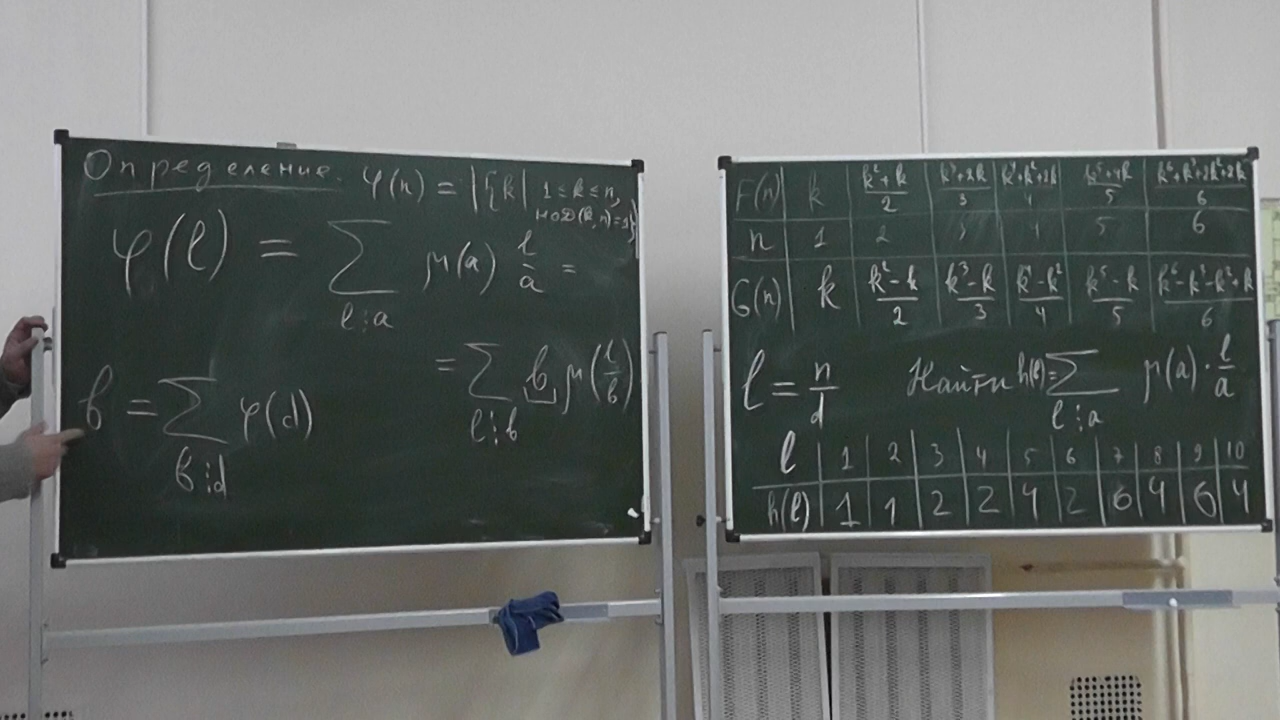 Определение. φ(n) = |{k | 1 ≤ k ≤ n,
НОД(k, n)=1}|
φ(l) = ∑_{l⋮a} μ(a) l/a =
= ∑_{l⋮b} b μ(l/b)
b = ∑_{b⋮d} φ(d)
F(n) | k | (k²+k)/2 | (k³+2k)/3 | (k⁴+k²+2k)/4 | (k⁵+4k)/5 | (k⁶+k³+2k²+2k)/6
n | 1 | 2 | 3 | 4 | 5 | 6
G(n) | k | (k²-k)/2 | (k³-k)/3 | (k⁴-k²)/4 | (k⁵-k)/5 | (k⁶-k³-k²+k)/6
l = n/d Найти h(l)= ∑_{l⋮a} μ(a)·l/a
l | 1 | 2 | 3 | 4 | 5 | 6 | 7 | 8 | 9 | 10
h(l) | 1 | 1 | 2 | 2 | 4 | 2 | 6 | 4 | 6 | 4